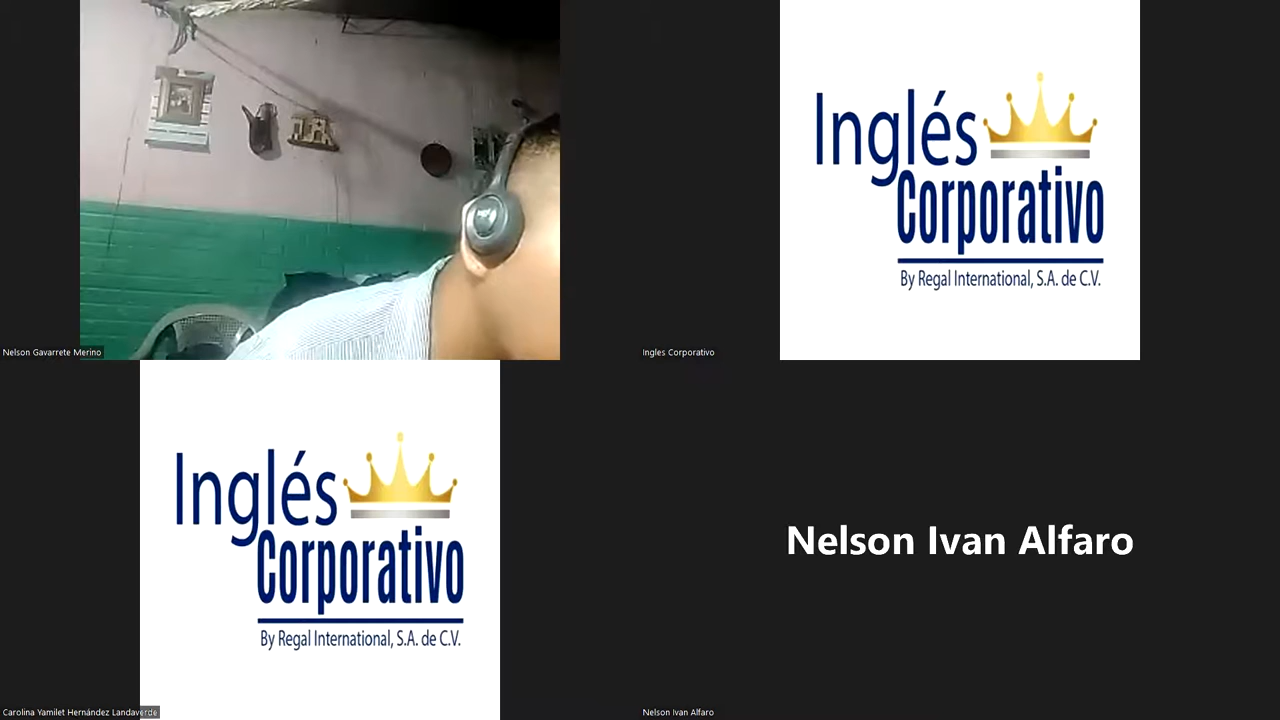 Nelson Gavarrete Merino
Inglés
Corporativo
By Regal International, S.A. de C.V.
Ingles Corporativo
Inglés
Corporativo
By Regal International, S.A. de C.V.
Carolina Yamilet Hernández Landaverde
Nelson Ivan Alfaro
Nelson Ivan Alfaro